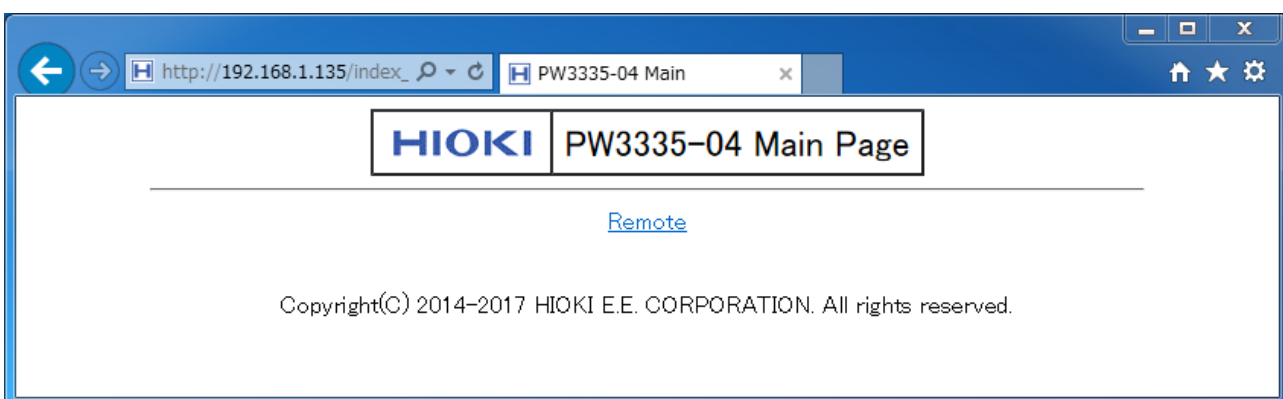 http://192.168.1.135/index_
PW3335-04 Main
HIOKI PW3335-04 Main Page
Remote
Copyright(C) 2014-2017 HIOKI E.E. CORPORATION. All rights reserved.